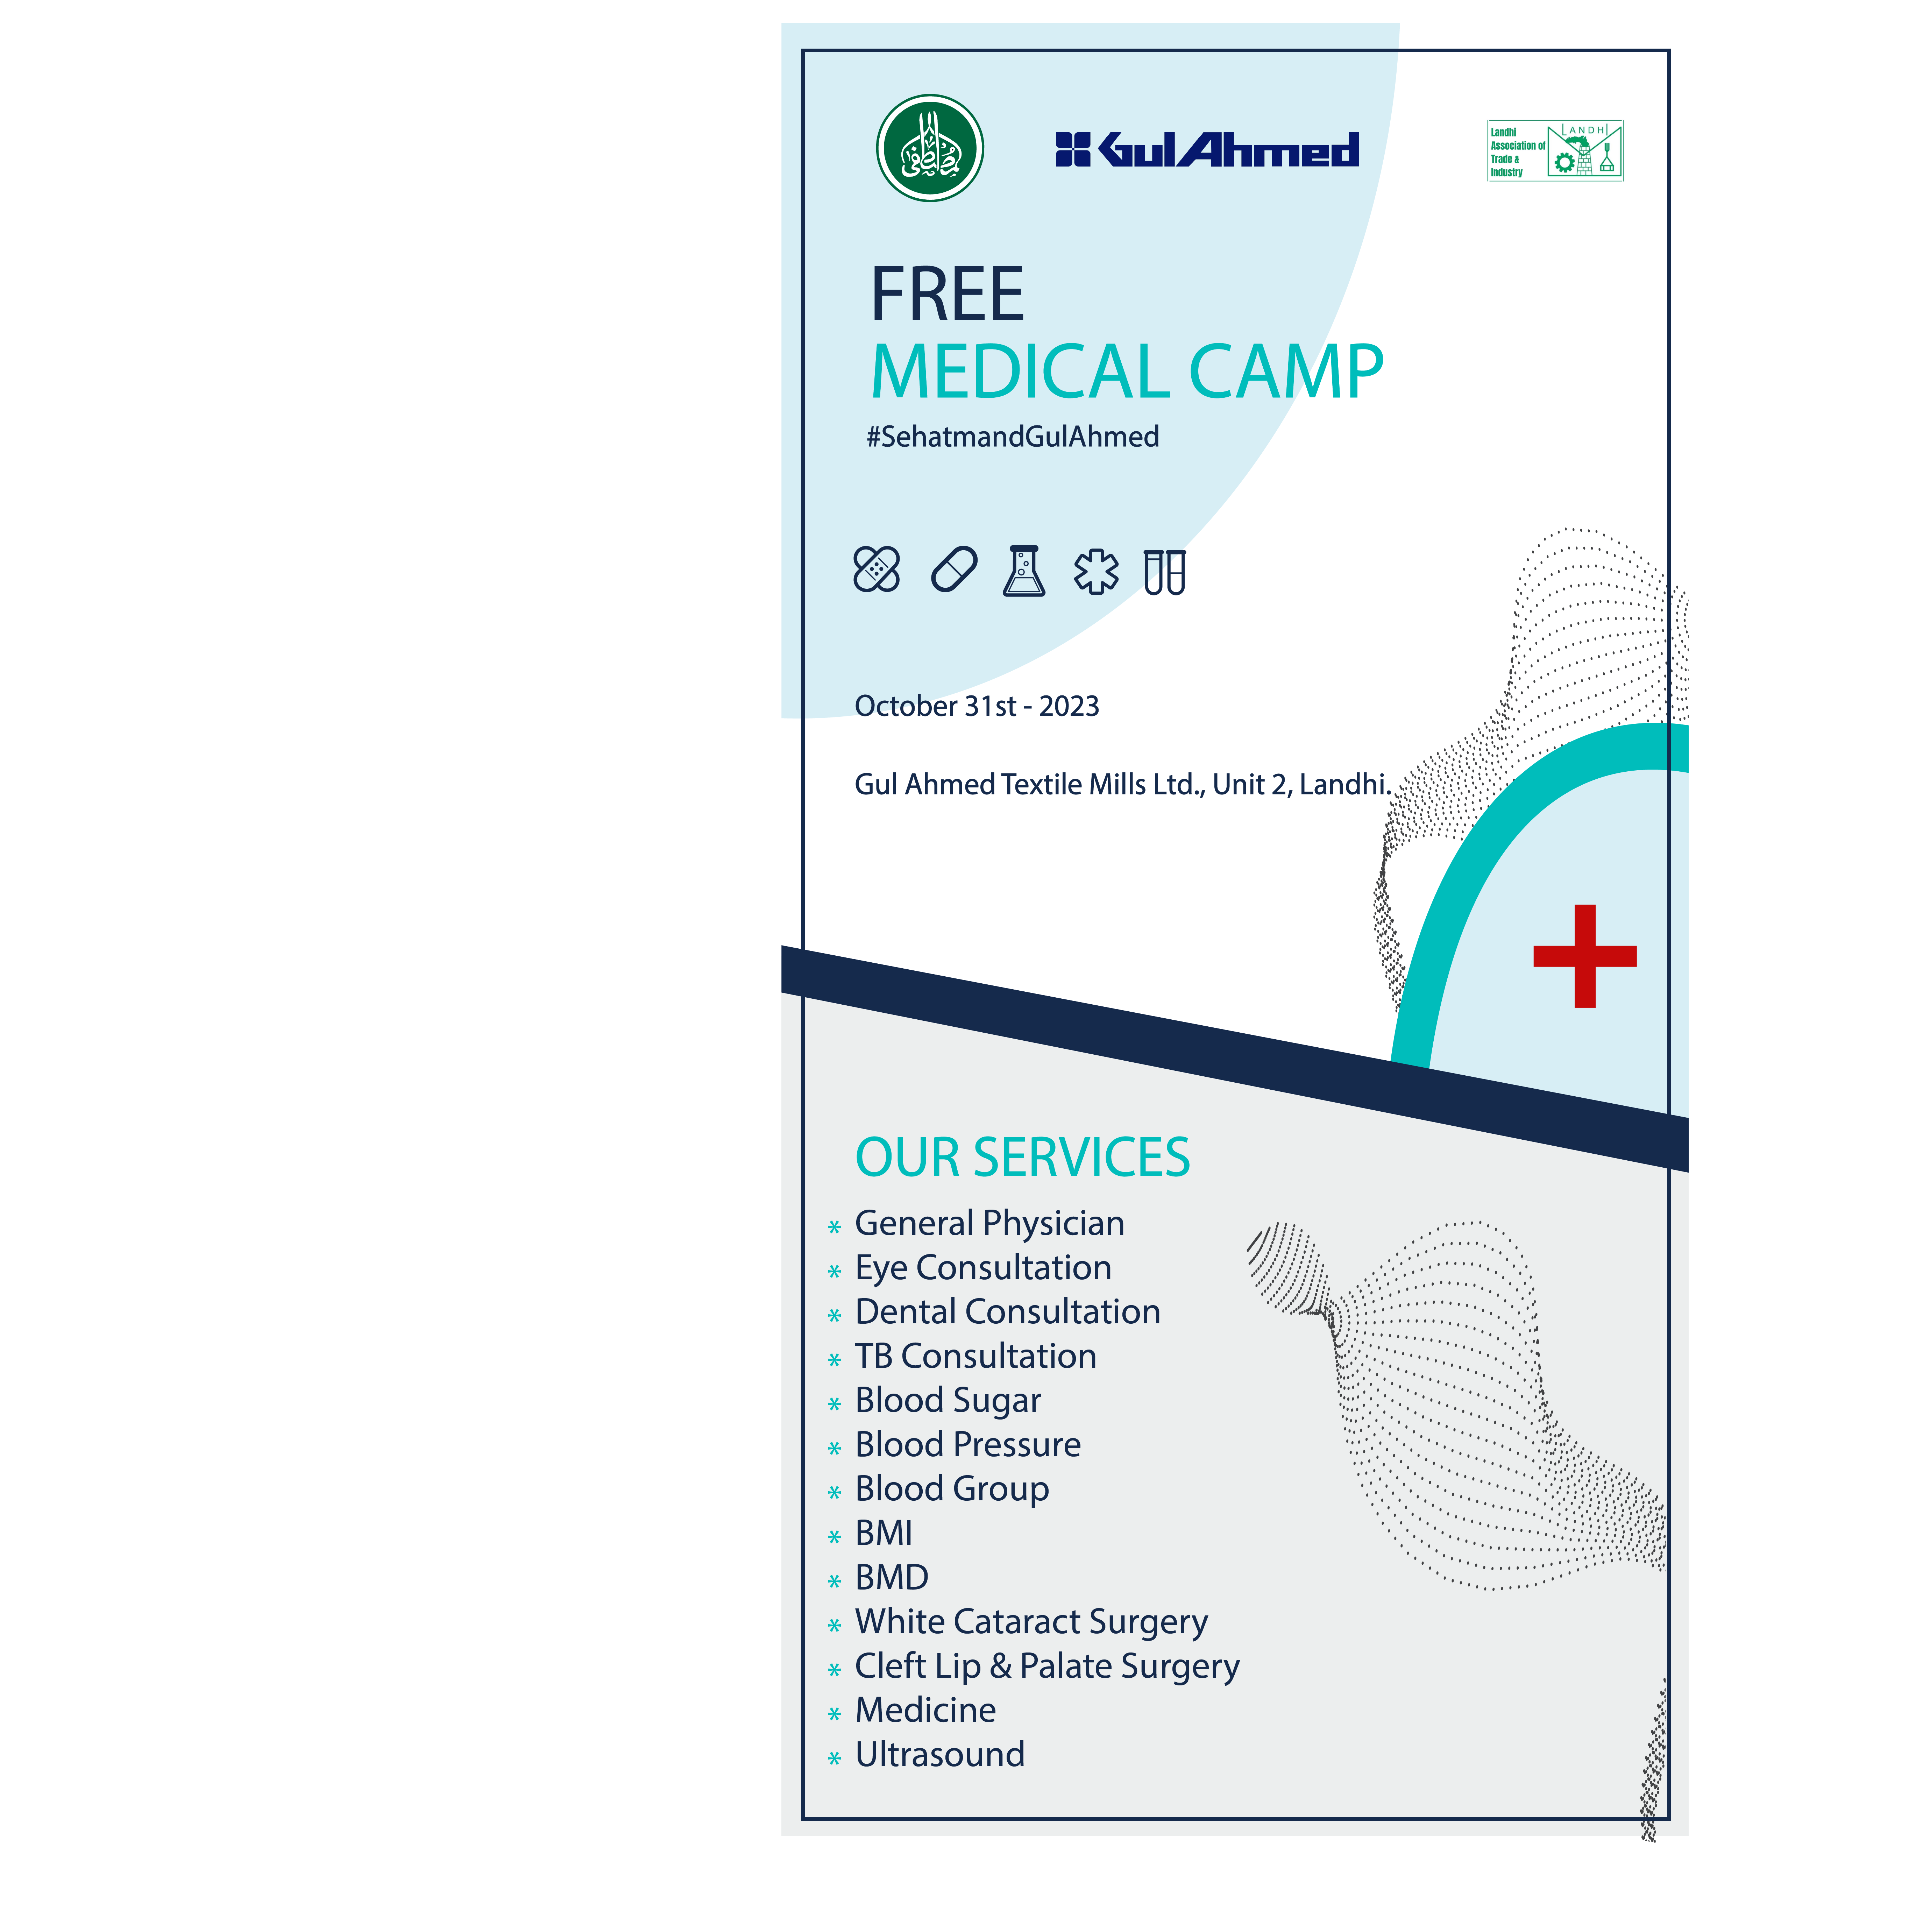 المصطفى
GulAhmed
Landhi
Association of
Trade &
Industry
LANDHI
FREE
MEDICAL CAMP
#SehatmandGulAhmed
October 31st - 2023
Gul Ahmed Textile Mills Ltd., Unit 2, Landhi.
OUR SERVICES
* General Physician
* Eye Consultation
* Dental Consultation
* TB Consultation
* Blood Sugar
* Blood Pressure
* Blood Group
* BMI
* BMD
* White Cataract Surgery
* Cleft Lip & Palate Surgery
* Medicine
* Ultrasound